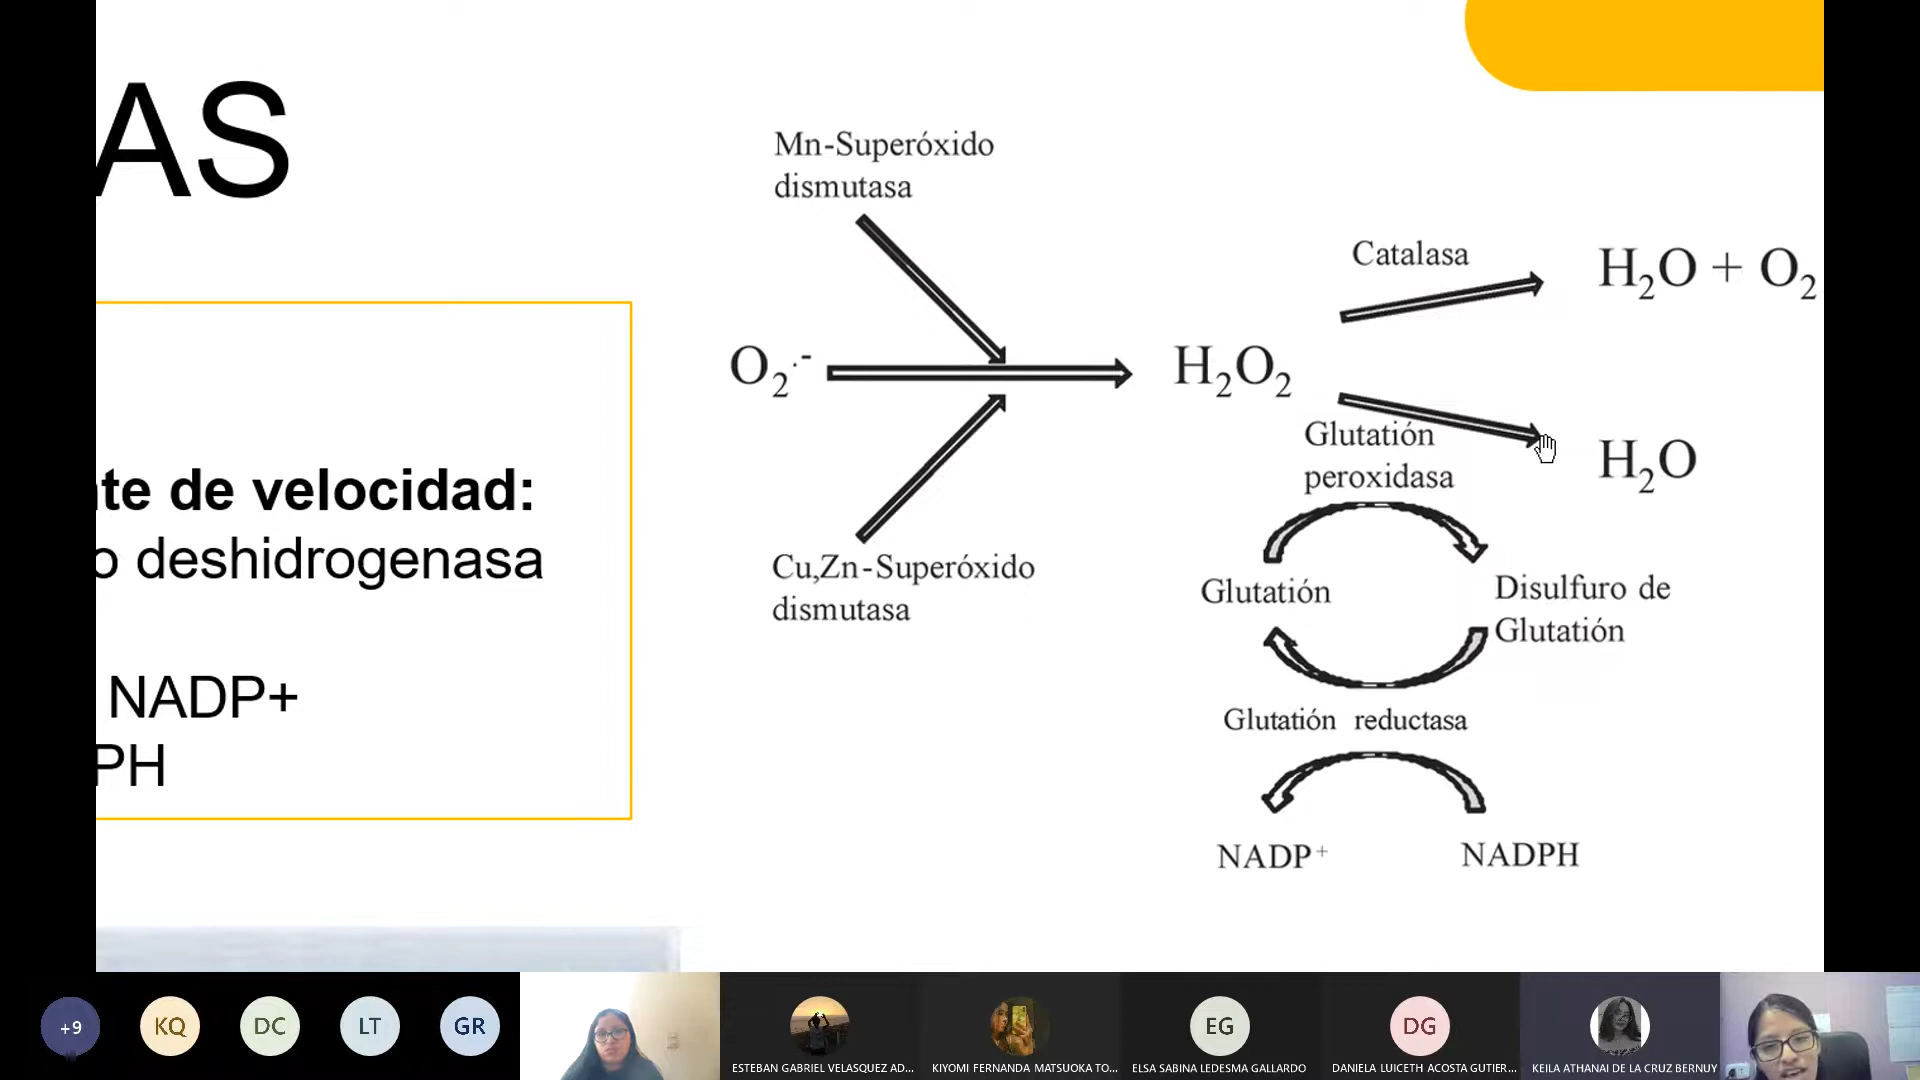 AS
te de velocidad:
o deshidrogenasa
NADP+
PH
Mn-Superóxido
dismutasa
O₂·⁻
Cu,Zn-Superóxido
dismutasa
H₂O₂
Catalasa
H₂O + O₂
H₂O
Glutatión
peroxidasa
Glutatión
Disulfuro de
Glutatión
Glutatión reductasa
NADP⁺
NADPH
+9
KQ
DC
LT
GR
ESTEBAN GABRIEL VELASQUEZ AD...
KIYOMI FERNANDA MATSUOKA TO...
EG
ELSA SABINA LEDESMA GALLARDO
DG
DANIELA LUICETH ACOSTA GUTIER...
KEILA ATHANAI DE LA CRUZ BERNUY